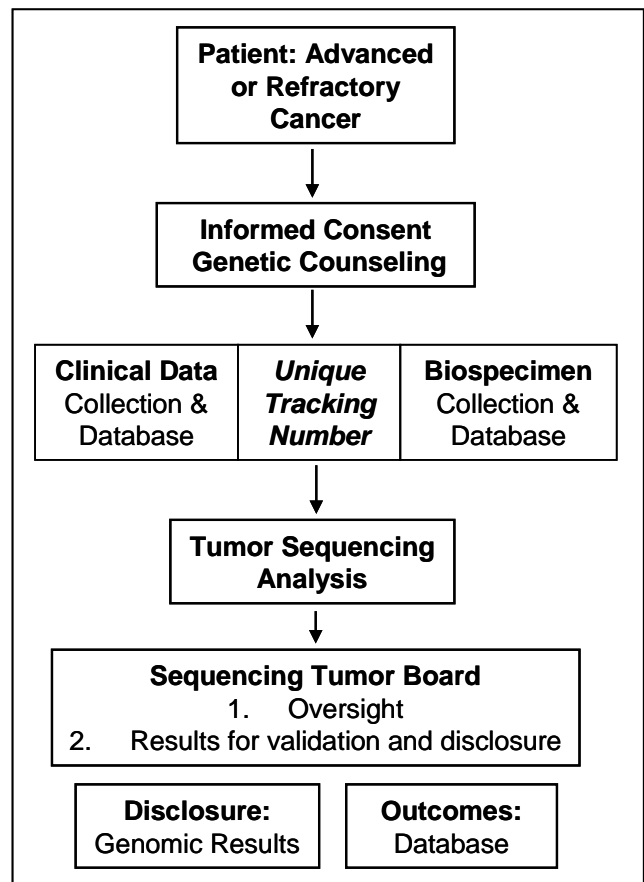 Patient: Advanced
or Refractory
Cancer
Informed Consent
Genetic Counseling
Clinical Data
Collection &
Database
Unique
Tracking
Number
Biospecimen
Collection &
Database
Tumor Sequencing
Analysis
Sequencing Tumor Board
1. Oversight
2. Results for validation and disclosure
Disclosure:
Genomic Results
Outcomes:
Database